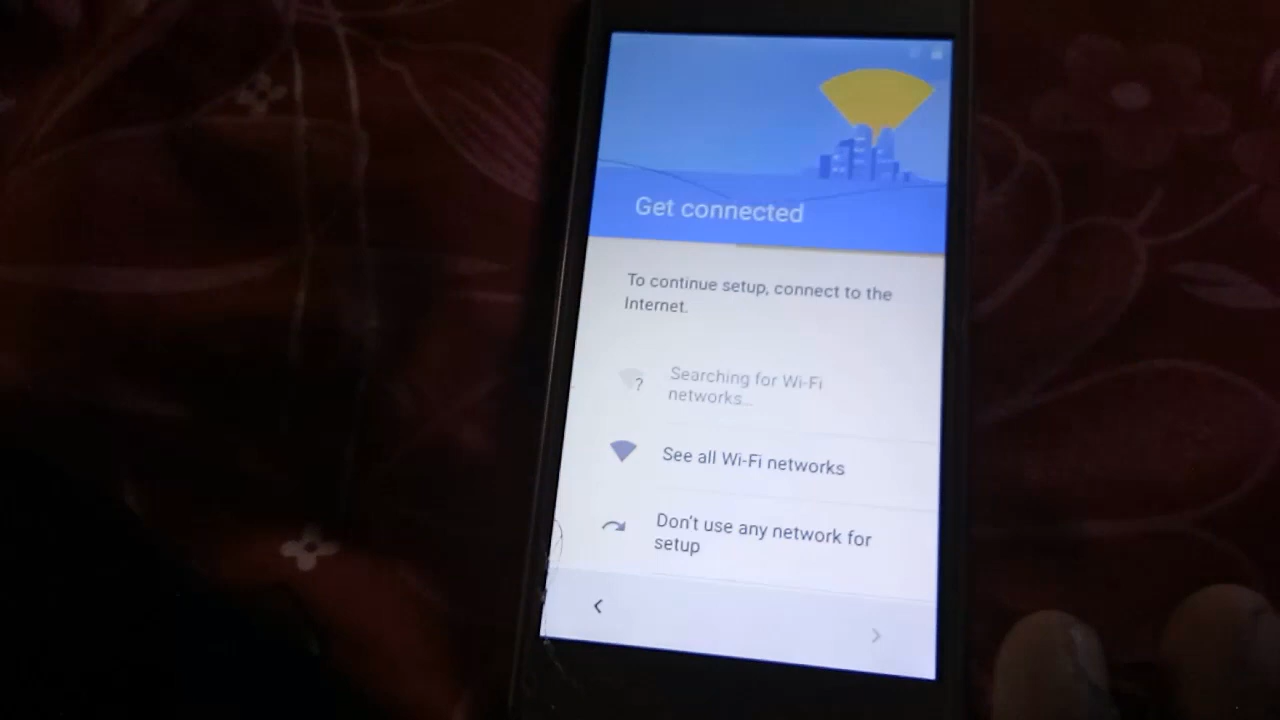 Get connected
To continue setup, connect to the
Internet.
?
Searching for Wi-Fi
networks...
See all Wi-Fi networks
Don't use any network for
setup